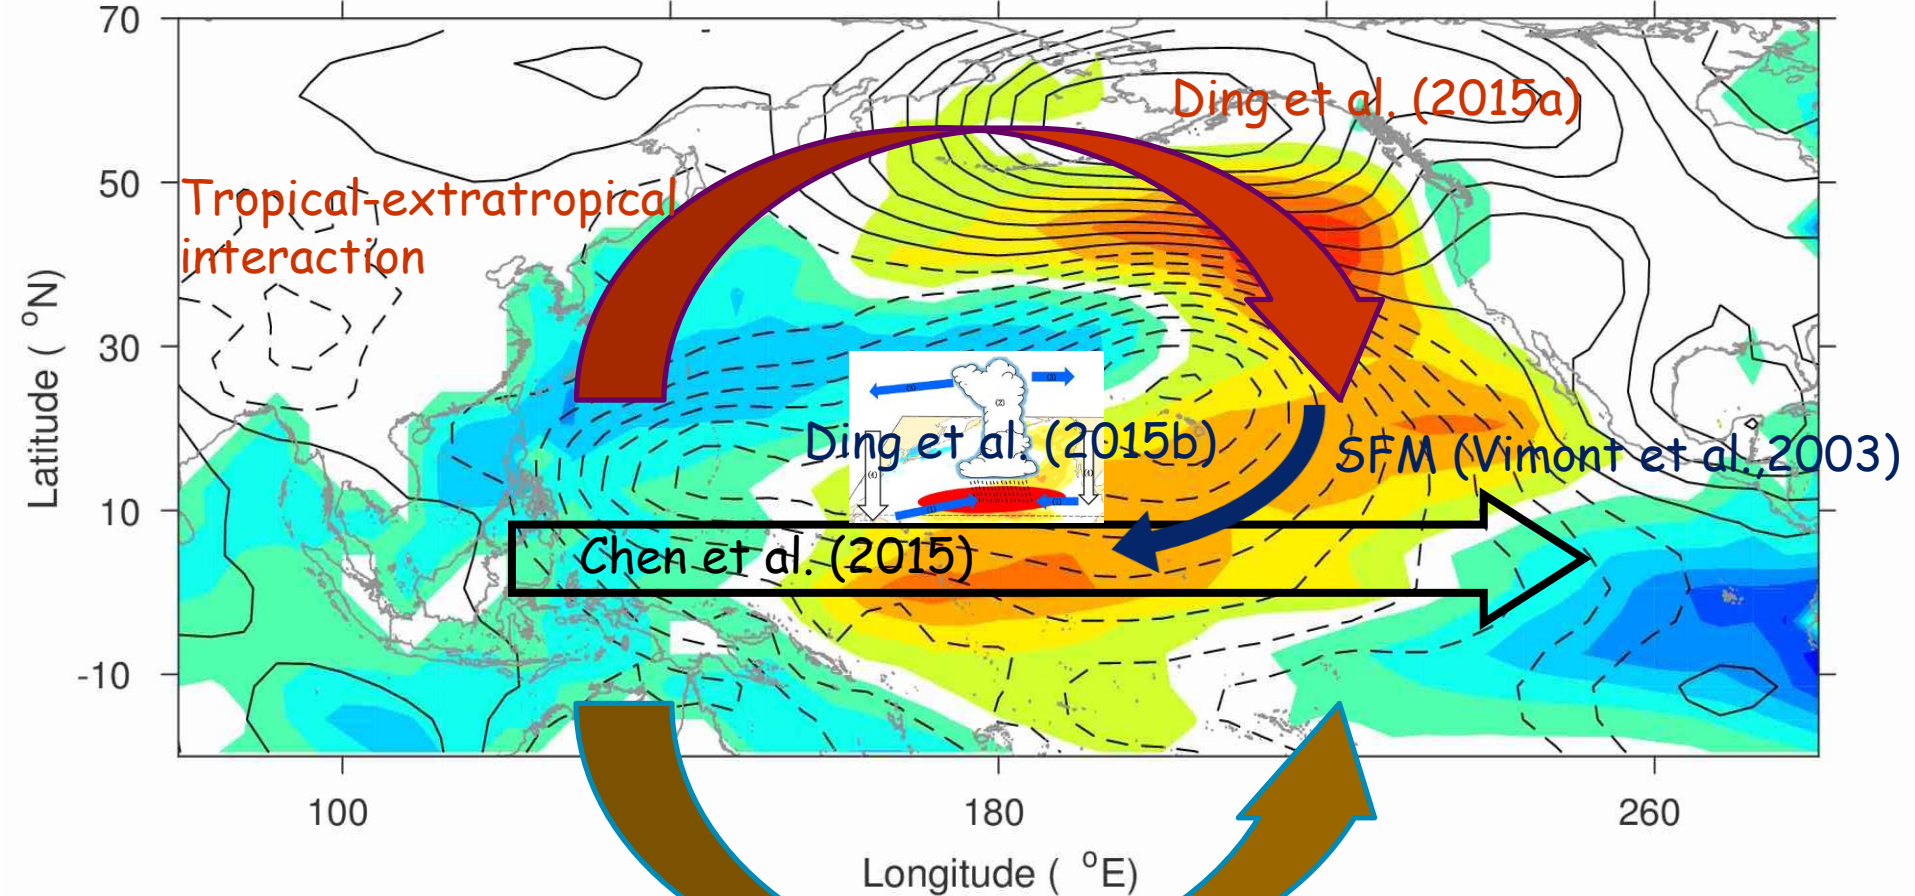 70
50
30
10
-10
Latitude ( °N)
Ding et al. (2015a)
Tropical-extratropical
interaction
Ding et al. (2015b)
SFM (Vimont et al.,2003)
Chen et al. (2015)
100
180
260
Longitude ( °E)
(2)